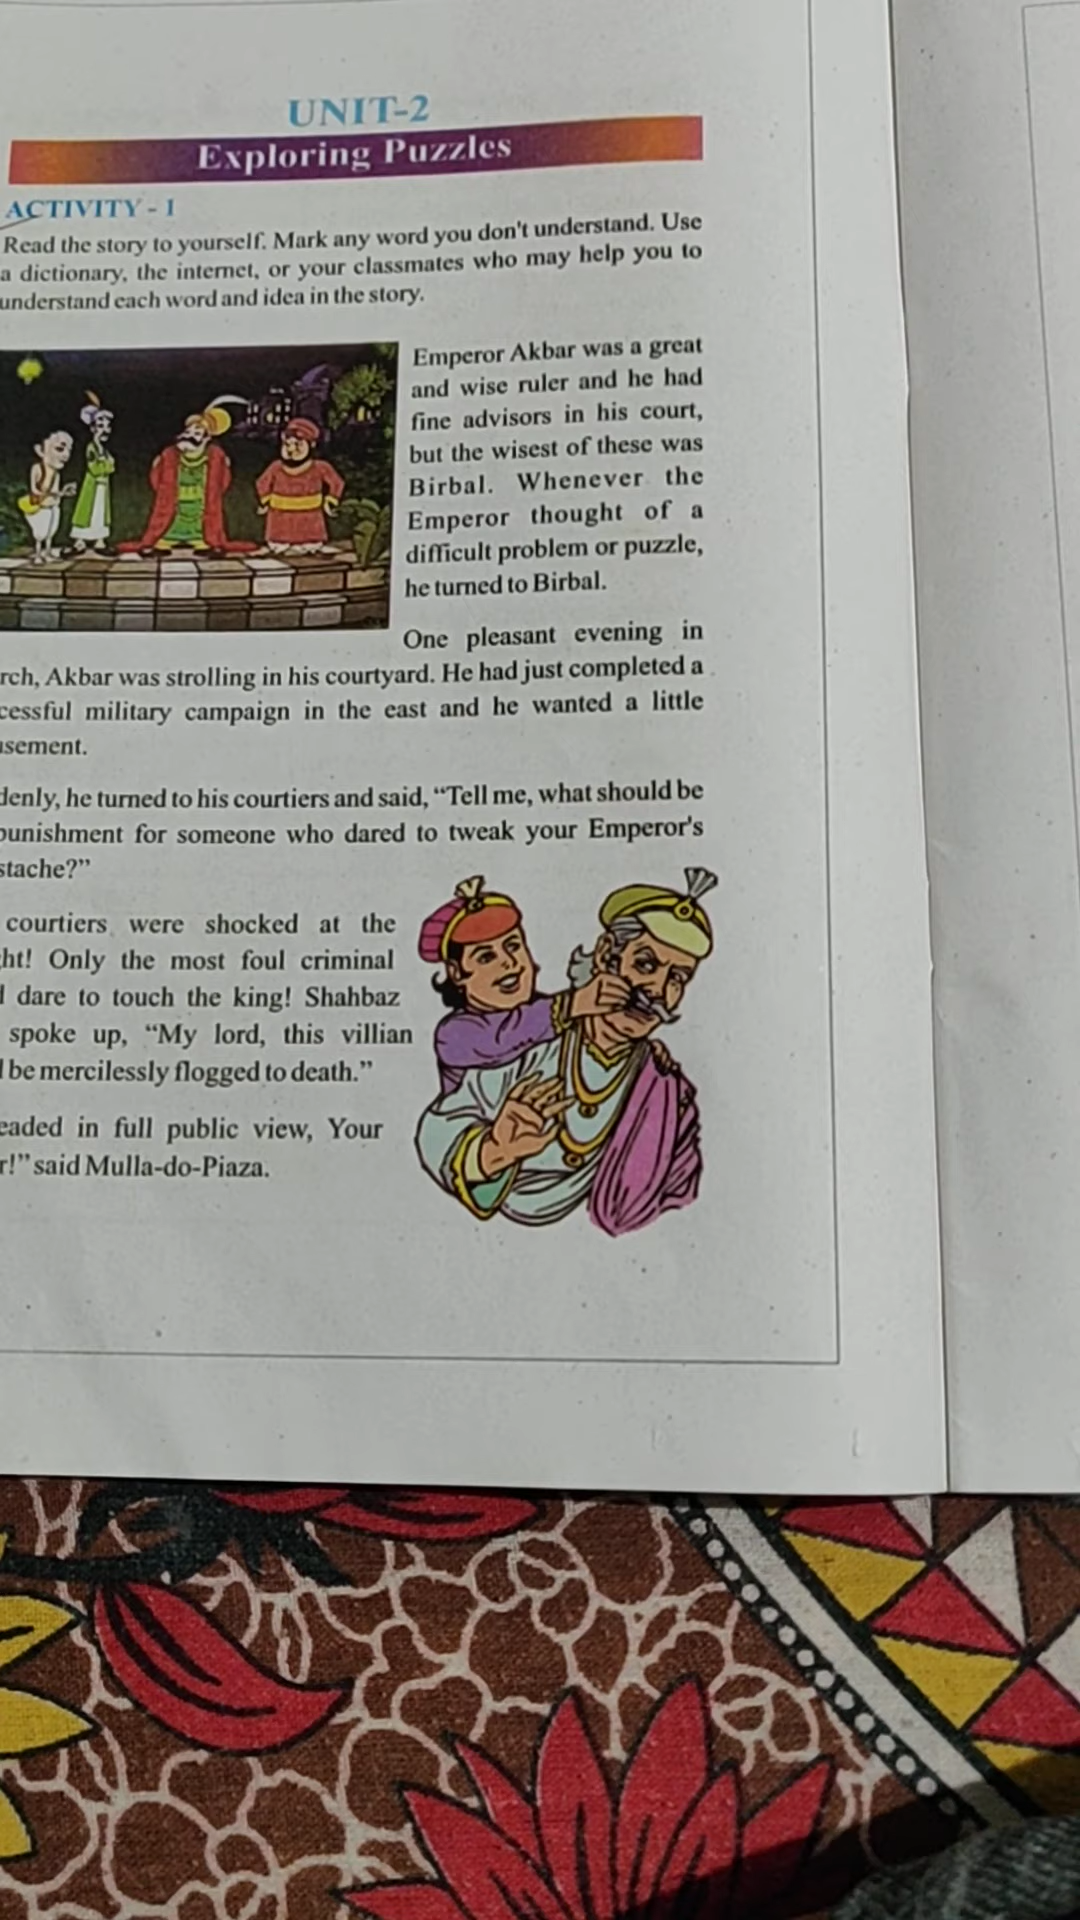 UNIT-2
Exploring Puzzles
ACTIVITY - 1
Read the story to yourself. Mark any word you don't understand. Use
a dictionary, the internet, or your classmates who may help you to
understand each word and idea in the story.
Emperor Akbar was a great
and wise ruler and he had
fine advisors in his court,
but the wisest of these was
Birbal. Whenever the
Emperor thought of a
difficult problem or puzzle,
he turned to Birbal.
One pleasant evening in
rch, Akbar was strolling in his courtyard. He had just completed a
cessful military campaign in the east and he wanted a little
usement.
denly, he turned to his courtiers and said, “Tell me, what should be
punishment for someone who dared to tweak your Emperor's
stache?”
courtiers were shocked at the
ght! Only the most foul criminal
d dare to touch the king! Shahbaz
spoke up, “My lord, this villian
d be mercilessly flogged to death.”
eaded in full public view, Your
r!” said Mulla-do-Piaza.